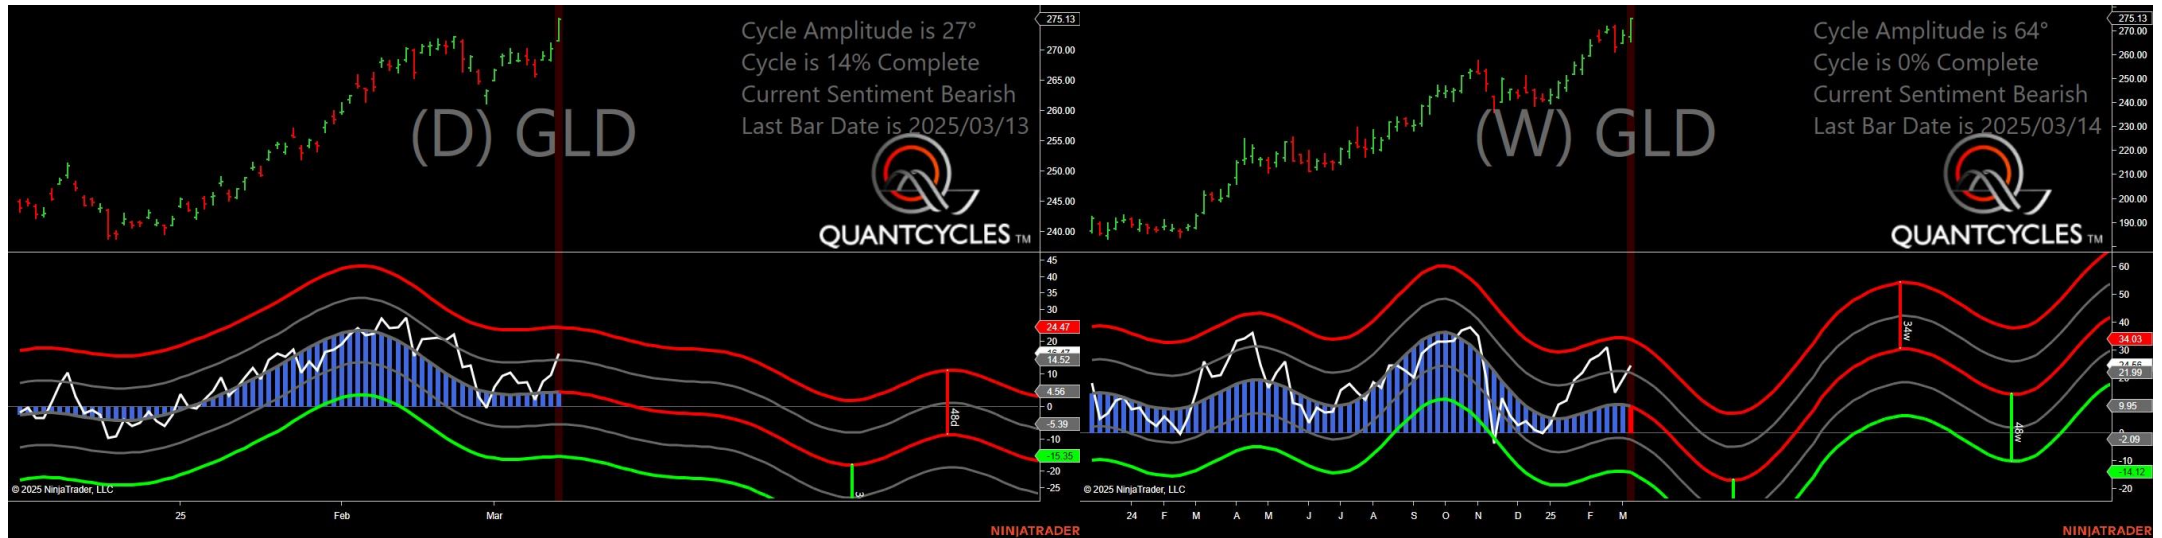 Cycle Amplitude is 27°
Cycle is 14% Complete
Current Sentiment Bearish
Last Bar Date is 2025/03/13
(D) GLD
QUANTCYCLES TM
275.13
270.00
265.00
260.00
255.00
250.00
245.00
240.00
45
40
35
30
24.47
20
14.52
10
4.56
0
-5.39
-10
-15.35
-20
-25
48d
3
© 2025 NinjaTrader, LLC
25 Feb Mar
NINJATRADER
Cycle Amplitude is 64°
Cycle is 0% Complete
Current Sentiment Bearish
Last Bar Date is 2025/03/14
(W) GLD
QUANTCYCLES TM
275.13
270.00
260.00
250.00
240.00
230.00
220.00
210.00
200.00
190.00
60
50
40
34.03
30
21.99
9.95
-2.09
-10
-14.12
-20
34w
48w
© 2025 NinjaTrader, LLC
24 F M A M J J A S O N D 25 F M
NINJATRADER